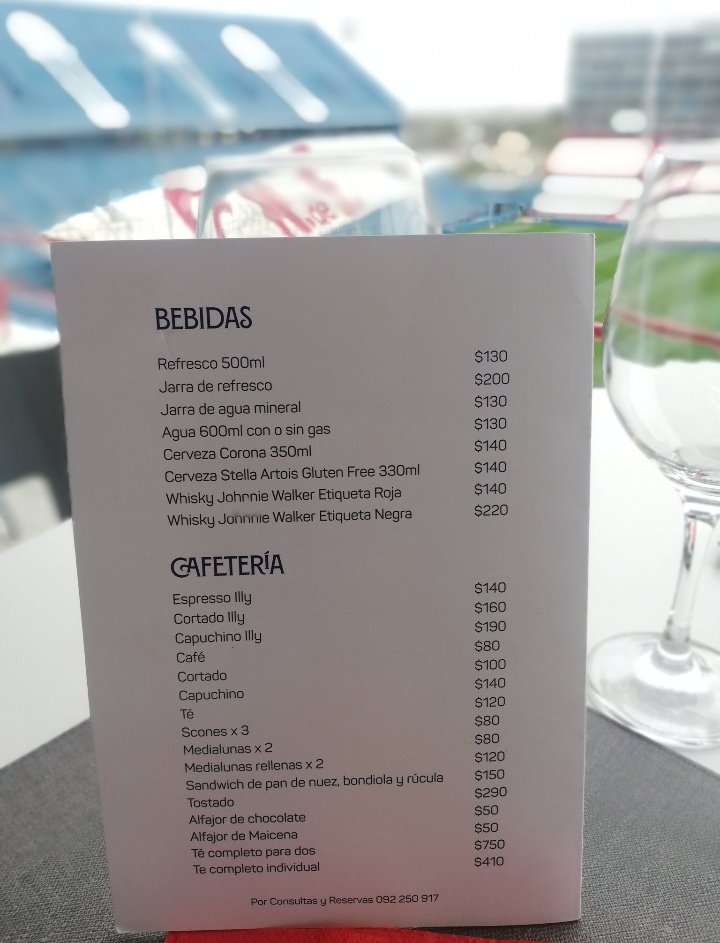 BEBIDAS
Refresco 500ml $130
Jarra de refresco $200
Jarra de agua mineral $130
Agua 600ml con o sin gas $130
Cerveza Corona 350ml $140
Cerveza Stella Artois Gluten Free 330ml $140
Whisky Johnnie Walker Etiqueta Roja $140
Whisky Johnnie Walker Etiqueta Negra $220
CAFETERÍA
Espresso Illy $140
Cortado Illy $160
Capuchino Illy $190
Café $80
Cortado $100
Capuchino $140
Té $120
Scones x 3 $80
Medialunas x 2 $80
Medialunas rellenas x 2 $120
Sandwich de pan de nuez, bondiola y rúcula $150
Tostado $290
Alfajor de chocolate $50
Alfajor de Maicena $50
Té completo para dos $750
Te completo individual $410
Por Consultas y Reservas 092 250 917